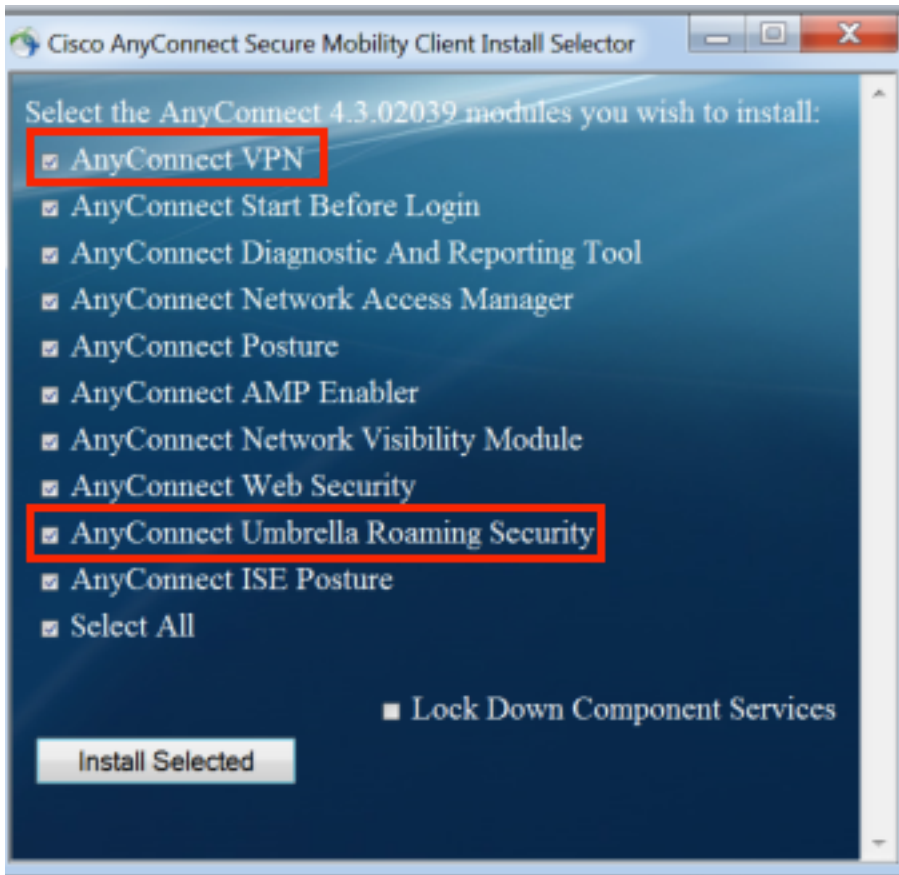 Cisco AnyConnect Secure Mobility Client Install Selector
Select the AnyConnect 4.3.02039 modules you wish to install:
AnyConnect VPN
AnyConnect Start Before Login
AnyConnect Diagnostic And Reporting Tool
AnyConnect Network Access Manager
AnyConnect Posture
AnyConnect AMP Enabler
AnyConnect Network Visibility Module
AnyConnect Web Security
AnyConnect Umbrella Roaming Security
AnyConnect ISE Posture
Select All
Lock Down Component Services
Install Selected